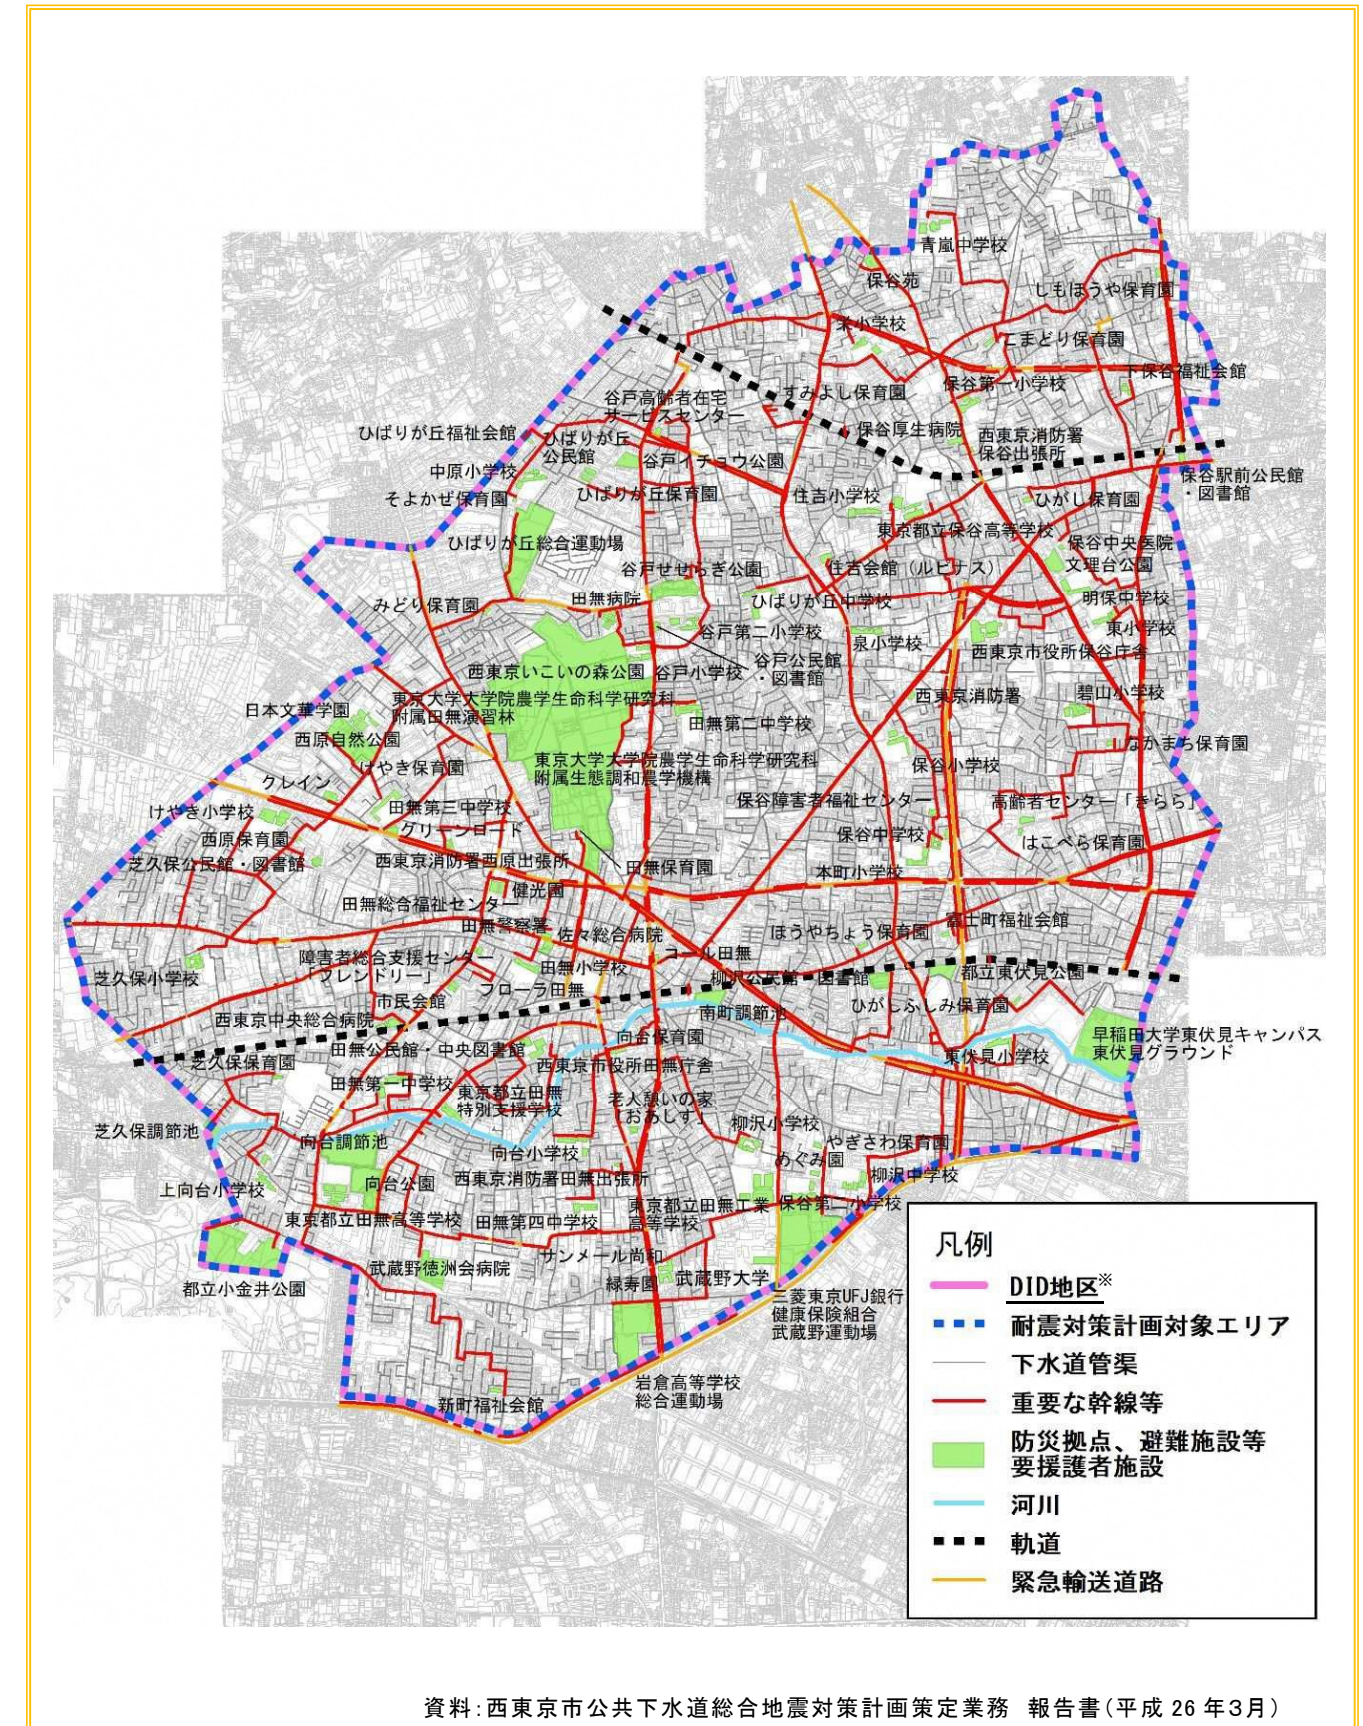 青嵐中学校
保谷苑
しもほうや保育園
栄小学校
こまどり保育園
下保谷福祉会館
保谷第一小学校
すみよし保育園
谷戸高齢者在宅
サービスセンター
ひばりが丘福祉会館
ひばりが丘
公民館
保谷厚生病院
西東京消防署
保谷出張所
谷戸イチョウ公園
中原小学校
保谷駅前公民館
・図書館
そよかぜ保育園
ひばりが丘保育園
住吉小学校
ひがし保育園
東京都立保谷高等学校
ひばりが丘総合運動場
保谷中央医院
文理台公園
谷戸せせらぎ公園
住吉会館（ルピナス）
みどり保育園
田無病院
ひばりが丘中学校
明保中学校
東小学校
谷戸第二小学校
泉小学校
西東京市役所保谷庁舎
西東京いこいの森公園
谷戸小学校
谷戸公民館
・図書館
東京大学大学院農学生命科学研究科
附属田無演習林
西東京消防署
碧山小学校
日本文華学園
田無第二中学校
西原自然公園
なかまち保育園
けやき保育園
東京大学大学院農学生命科学研究科
附属生態調和農学機構
保谷小学校
クレイン
けやき小学校
田無第三中学校
保谷障害者福祉センター
高齢者センター「きらら」
グリーンロード
西原保育園
保谷中学校
はこべら保育園
芝久保公民館・図書館
西東京消防署西原出張所
田無保育園
本町小学校
健光園
田無総合福祉センター
田無警察署
佐々総合病院
ほうやちょう保育園
富士町福祉会館
コール田無
障害者総合支援センター
「フレンドリー」
田無小学校
芝久保小学校
柳沢公民館・図書館
都立東伏見公園
フローラ田無
市民会館
南町調節池
ひがしふしみ保育園
西東京中央総合病院
向台保育園
早稲田大学東伏見キャンパス
東伏見グラウンド
田無公民館・中央図書館
芝久保保育園
西東京市役所田無庁舎
東伏見小学校
田無第一中学校
東京都立田無
特別支援学校
老人憩いの家
「おあしす」
芝久保調節池
向台調節池
柳沢小学校
やぎさわ保育園
向台小学校
めぐみ園
西東京消防署田無出張所
柳沢中学校
上向台小学校
向台公園
東京都立田無工業
高等学校
保谷第二小学校
東京都立田無高等学校
田無第四中学校
サンメール尚和
武蔵野徳洲会病院
緑寿園
武蔵野大学
都立小金井公園
三菱東京UFJ銀行
健康保険組合
武蔵野運動場
岩倉高等学校
総合運動場
新町福祉会館
凡例
DID地区※
耐震対策計画対象エリア
下水道管渠
重要な幹線等
防災拠点、避難施設等
要援護者施設
河川
軌道
緊急輸送道路
資料:西東京市公共下水道総合地震対策計画策定業務 報告書(平成 26 年3月)